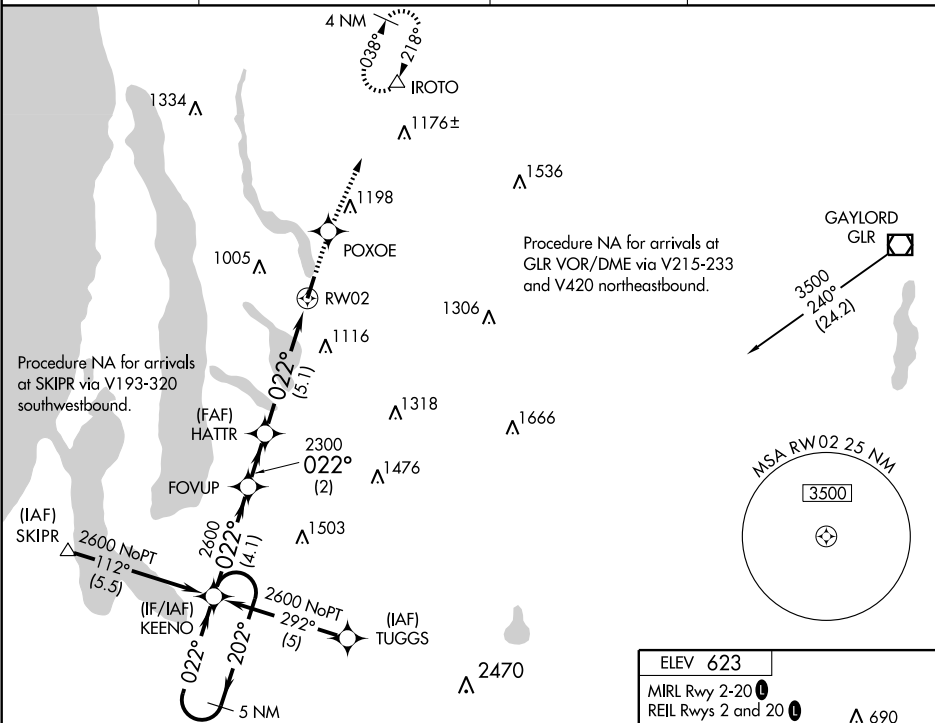 4 NM
038°
218°
IROTO
1334
1176±
1536
1198
POXOE
GAYLORD
GLR
Procedure NA for arrivals at
GLR VOR/DME via V215-233
and V420 northeastbound.
3500
240°
(24.2)
1005
RW02
1306
1116
Procedure NA for arrivals
at SKIPR via V193-320
southwestbound.
022°
(5.1)
1318
1666
(FAF)
HATTR
2300
022°
(2)
1476
FOVUP
MSA RW02 25 NM
3500
(IAF)
SKIPR
2600 NoPT
112°
(5.5)
2600
022°
(4.1)
1503
(IF/IAF)
KEENO
2600 NoPT
292°
(5)
(IAF)
TUGGS
022°
202°
5 NM
2470
ELEV 623
MIRL Rwy 2-20 L
REIL Rwys 2 and 20 L
690